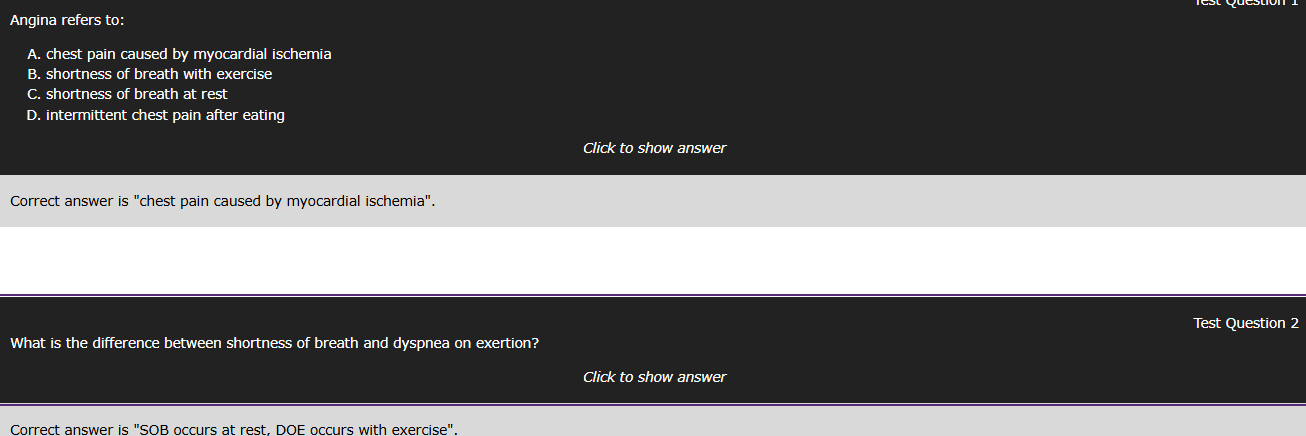 Test Question 1
Angina refers to:
A. chest pain caused by myocardial ischemia
B. shortness of breath with exercise
C. shortness of breath at rest
D. intermittent chest pain after eating
Click to show answer
Correct answer is "chest pain caused by myocardial ischemia".
Test Question 2
What is the difference between shortness of breath and dyspnea on exertion?
Click to show answer
Correct answer is "SOB occurs at rest, DOE occurs with exercise".